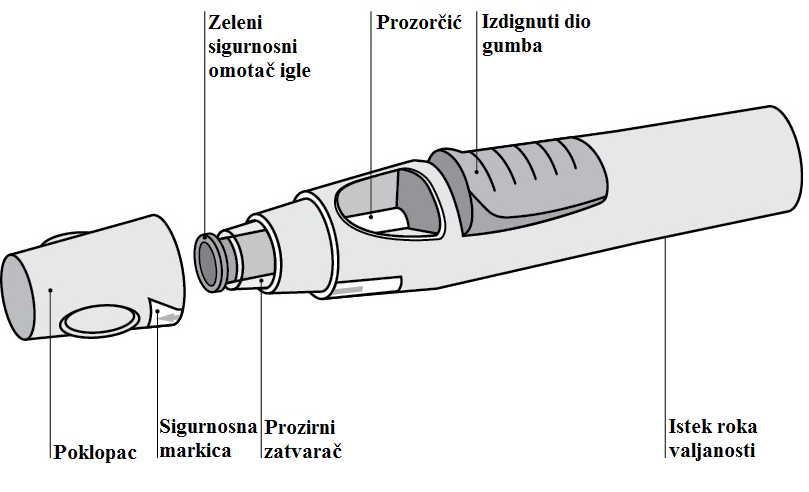 Zeleni
sigurnosni
omotač igle
Prozorčić
Izdignuti dio
gumba
Poklopac
Sigurnosna
markica
Prozirni
zatvarač
Istek roka
valjanosti